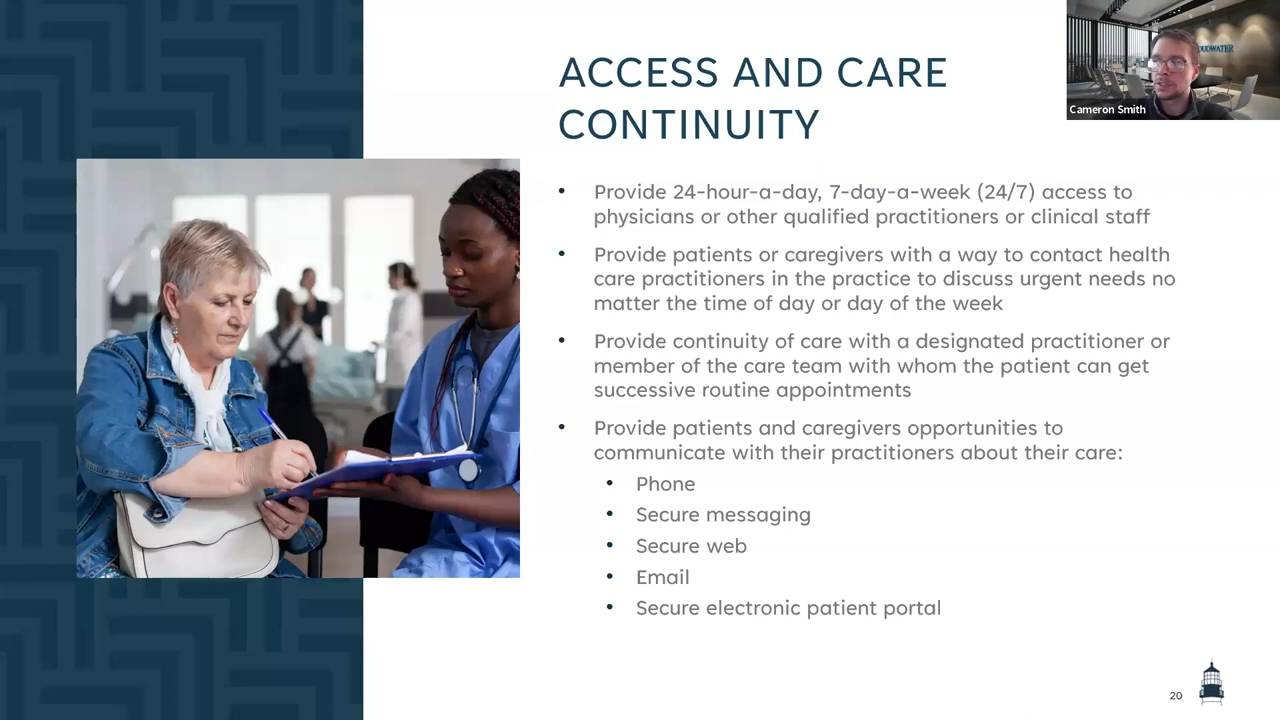 ACCESS AND CARE
CONTINUITY
Cameron Smith
• Provide 24-hour-a-day, 7-day-a-week (24/7) access to
physicians or other qualified practitioners or clinical staff
• Provide patients or caregivers with a way to contact health
care practitioners in the practice to discuss urgent needs no
matter the time of day or day of the week
• Provide continuity of care with a designated practitioner or
member of the care team with whom the patient can get
successive routine appointments
• Provide patients and caregivers opportunities to
communicate with their practitioners about their care:
• Phone
• Secure messaging
• Secure web
• Email
• Secure electronic patient portal
20